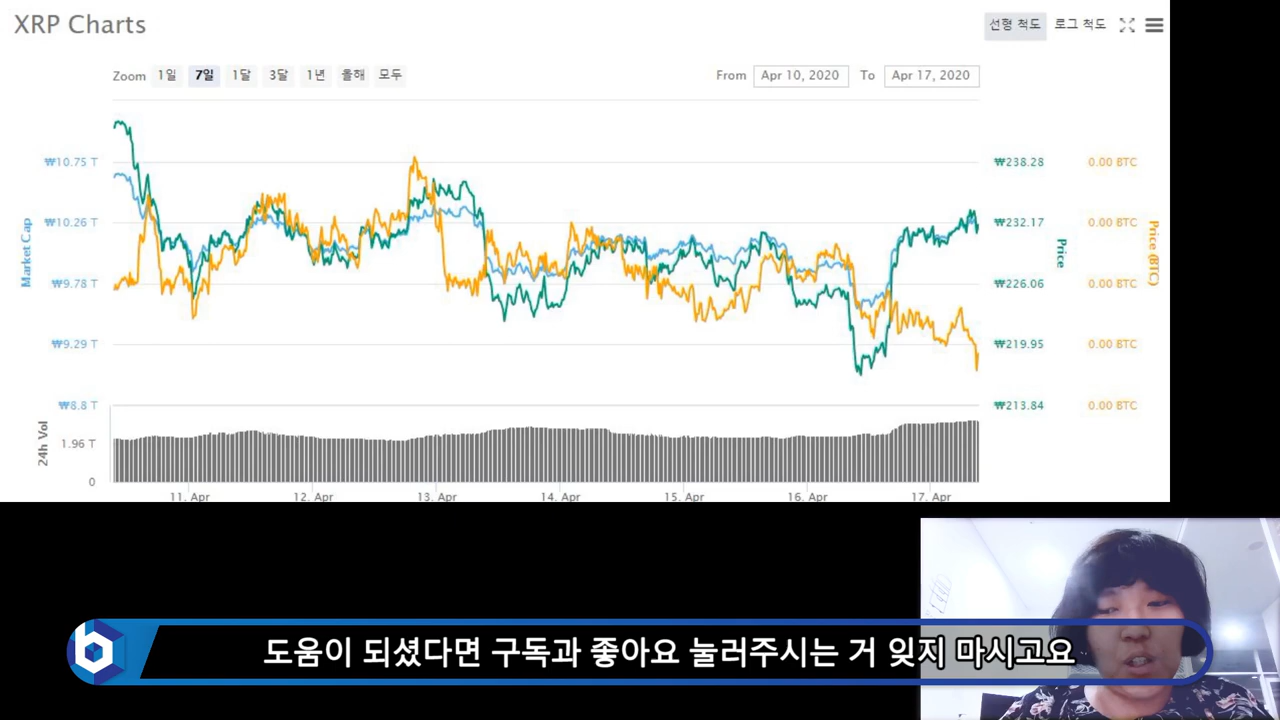 XRP Charts
선형 척도 로그 척도
Zoom 1일 7일 1달 3달 1년 올해 모두
From Apr 10, 2020 To Apr 17, 2020
₩10.75 T ₩238.28 0.00 BTC
₩10.26 T ₩232.17 0.00 BTC
₩9.78 T ₩226.06 0.00 BTC
₩9.29 T ₩219.95 0.00 BTC
₩8.8 T ₩213.84 0.00 BTC
Market Cap
Price
Price (BTC)
24h Vol
1.96 T
0
11. Apr 12. Apr 13. Apr 14. Apr 15. Apr 16. Apr 17. Apr
b 도움이 되셨다면 구독과 좋아요 눌러주시는 거 잊지 마시고요